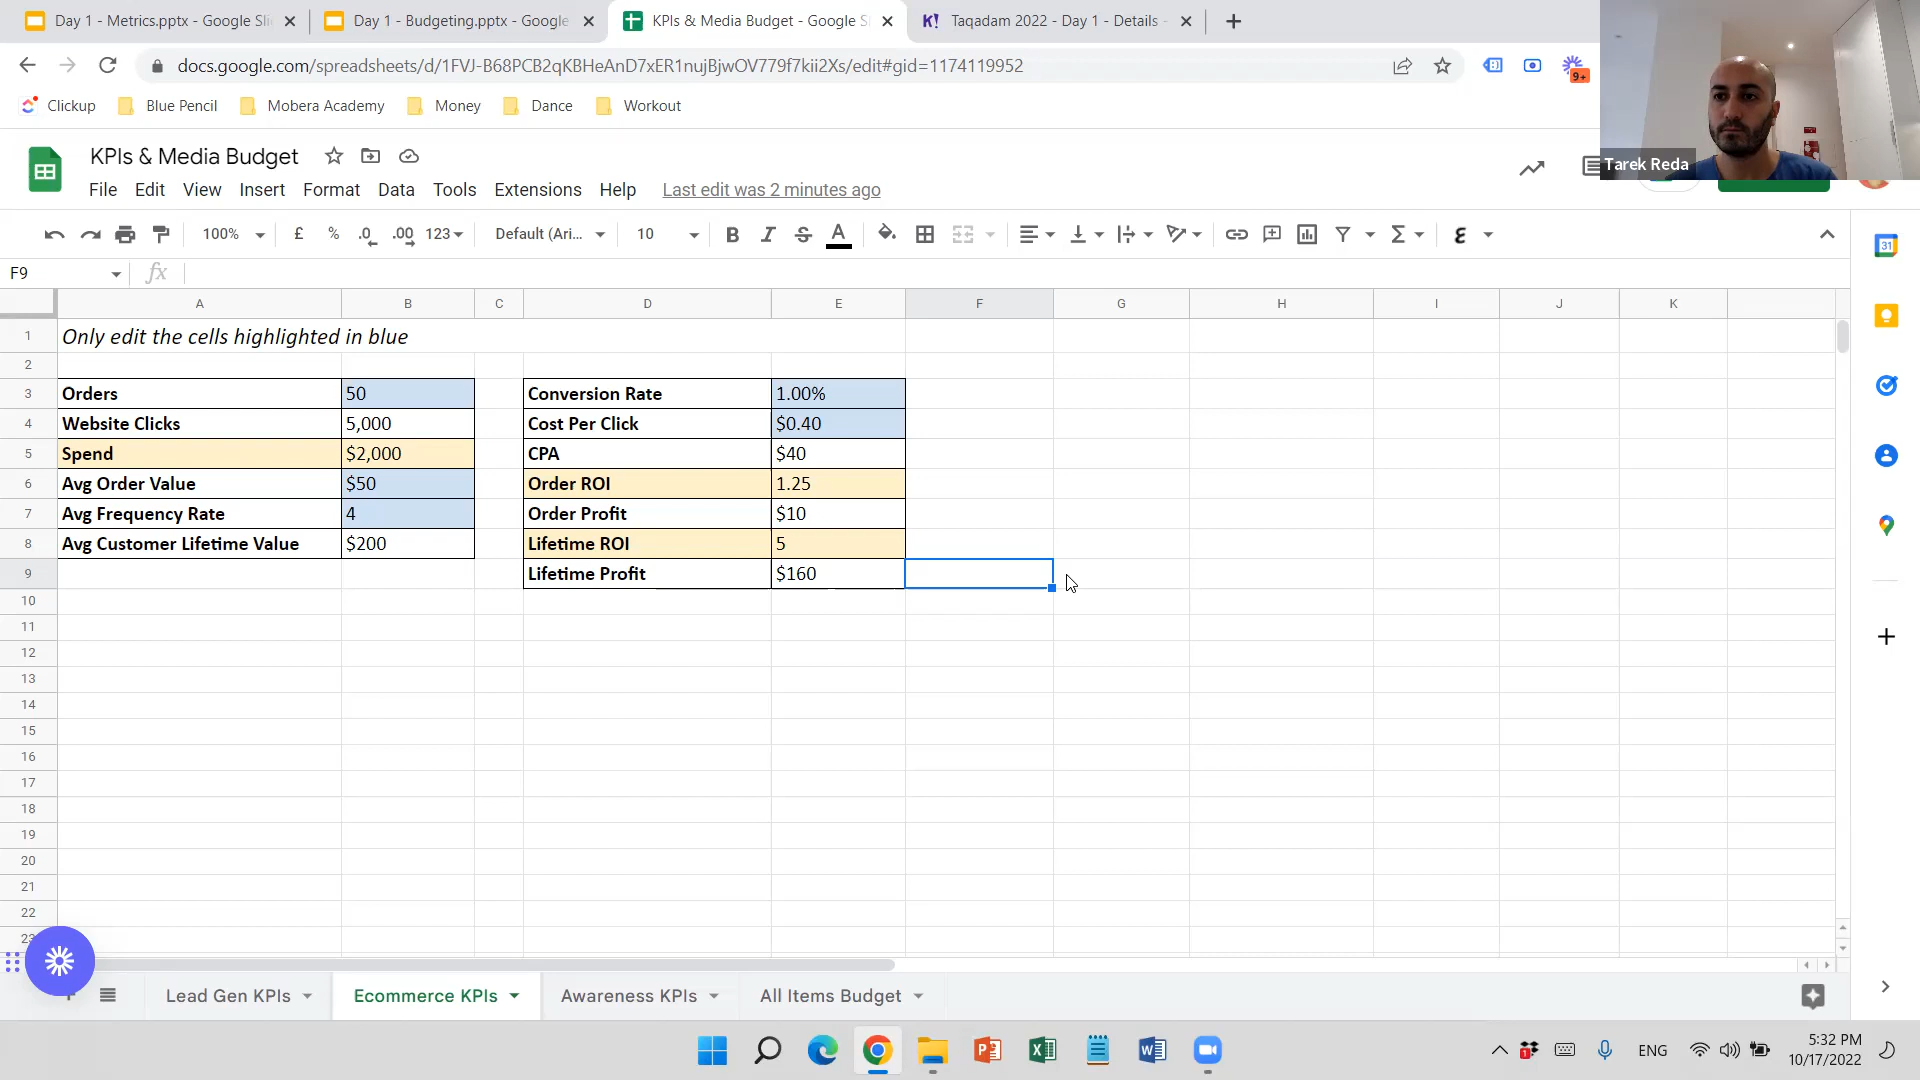 Day 1 - Metrics.pptx - Google Sli
Day 1 - Budgeting.pptx - Google
KPIs & Media Budget - Google S
K! Taqadam 2022 - Day 1 - Details -
docs.google.com/spreadsheets/d/1FVJ-B68PCB2qKBHeAnD7xER1nujBjwOV779f7kii2Xs/edit#gid=1174119952
9+
Clickup Blue Pencil Mobera Academy Money Dance Workout
Tarek Reda
KPIs & Media Budget
File Edit View Insert Format Data Tools Extensions Help Last edit was 2 minutes ago
100% £ % .0 .00 123 Default (Ari... 10 B I S A Σ ε
31
F9 fx
A B C D E F G H I J K
1 Only edit the cells highlighted in blue
2
3 Orders 50 Conversion Rate 1.00%
4 Website Clicks 5,000 Cost Per Click $0.40
5 Spend $2,000 CPA $40
6 Avg Order Value $50 Order ROI 1.25
7 Avg Frequency Rate 4 Order Profit $10
8 Avg Customer Lifetime Value $200 Lifetime ROI 5
9 Lifetime Profit $160
10
11
12
13
14
15
16
17
18
19
20
21
22
23
Lead Gen KPIs Ecommerce KPIs Awareness KPIs All Items Budget
1 ENG 5:32 PM
10/17/2022